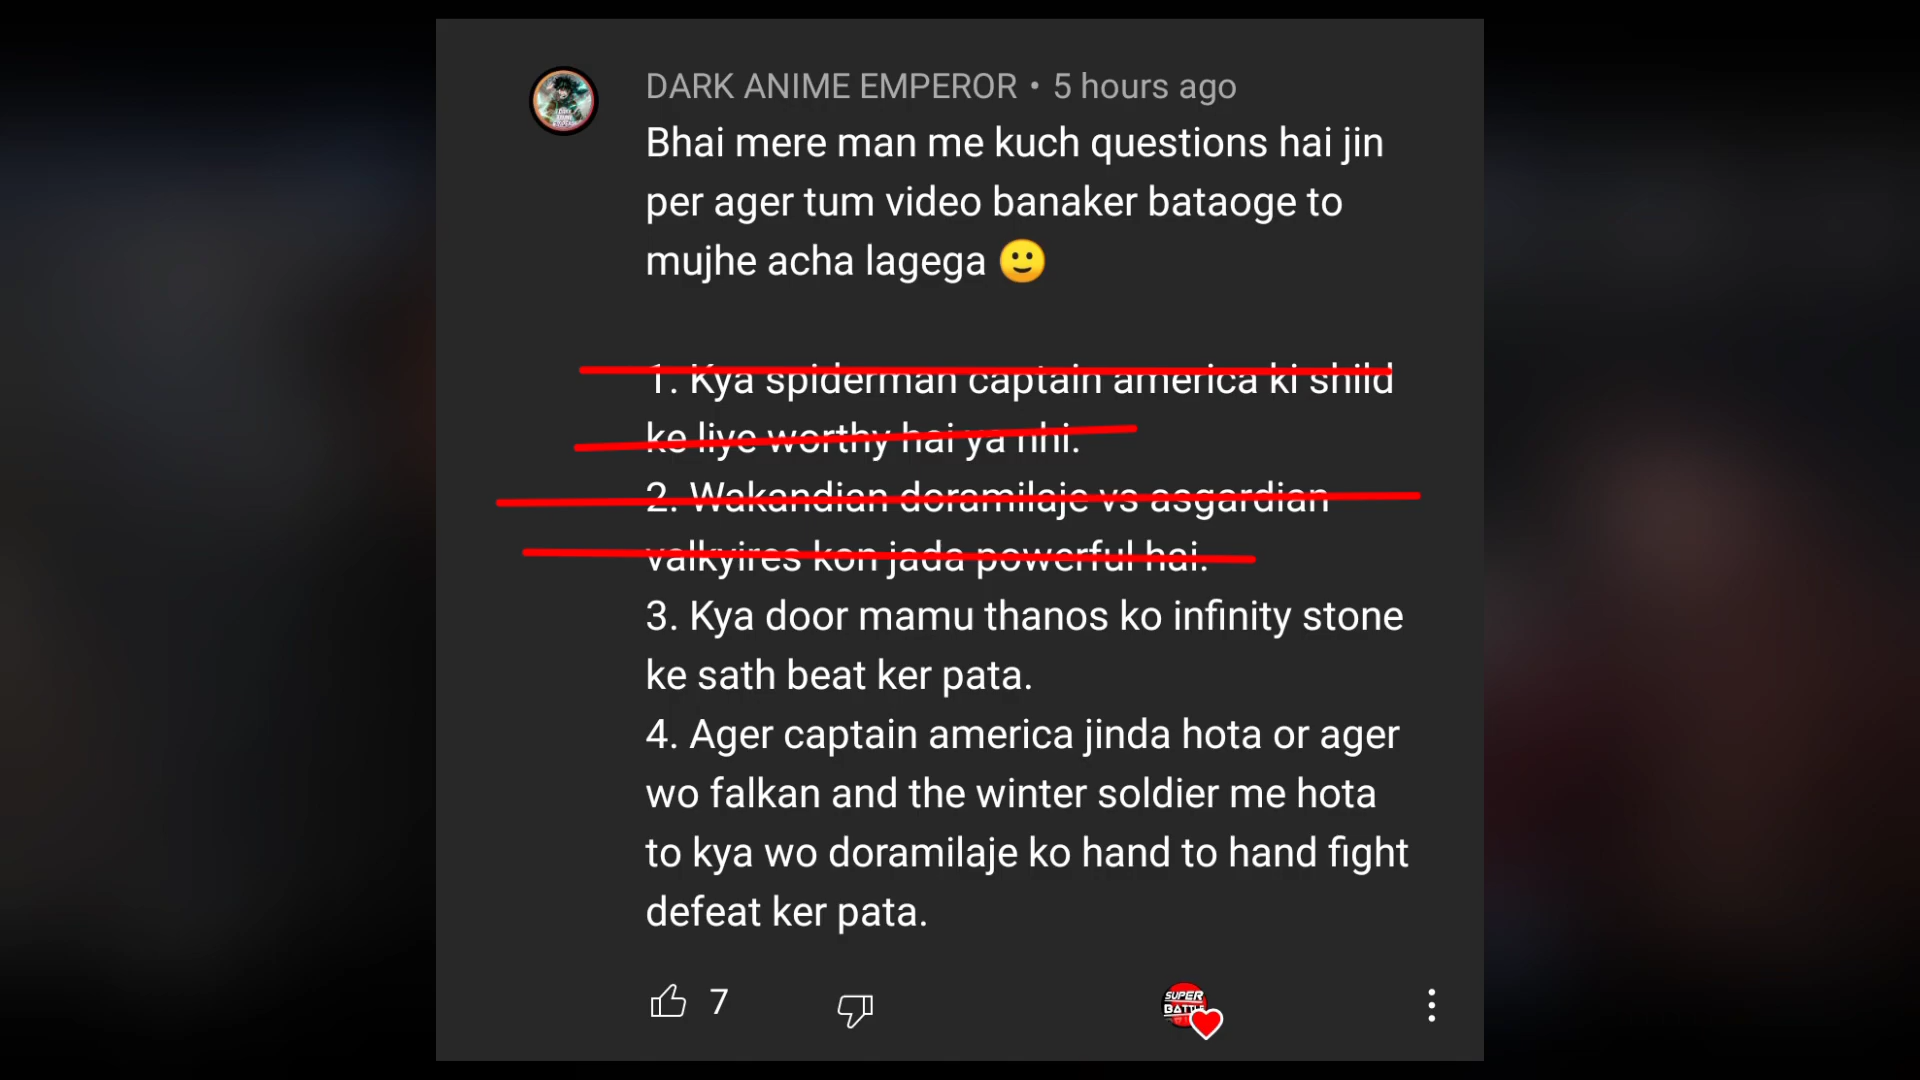 DARK ANIME EMPEROR • 5 hours ago
Bhai mere man me kuch questions hai jin
per ager tum video banaker bataoge to
mujhe acha lagega 🙂
1. Kya spiderman captain america ki shild
ke liye worthy hai ya nhi.
2. Wakandian doramilaje vs asgardian
valkyires kon jada powerful hai.
3. Kya door mamu thanos ko infinity stone
ke sath beat ker pata.
4. Ager captain america jinda hota or ager
wo falkan and the winter soldier me hota
to kya wo doramilaje ko hand to hand fight
defeat ker pata.
7
SUPER
BATTLE